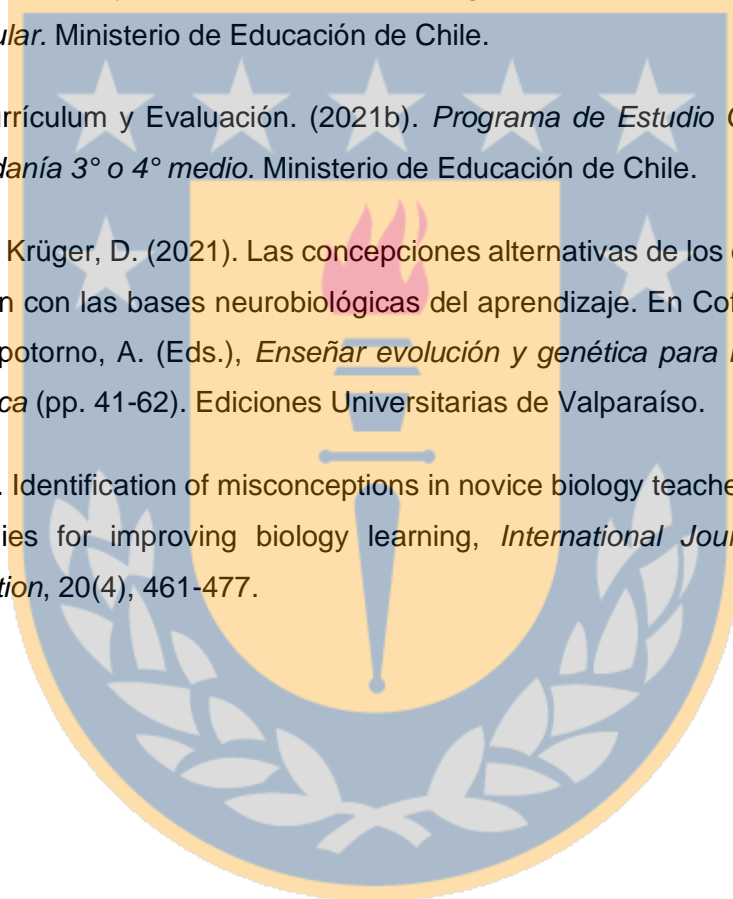 ular. Ministerio de Educación de Chile.
urrículum y Evaluación. (2021b). Programa de Estudio
danía 3° o 4° medio. Ministerio de Educación de Chile.
Krüger, D. (2021). Las concepciones alternativas de los
n con las bases neurobiológicas del aprendizaje. En Cof
potorno, A. (Eds.), Enseñar evolución y genética para
ca (pp. 41-62). Ediciones Universitarias de Valparaíso.
. Identification of misconceptions in novice biology teache
ies for improving biology learning, International Jour
tion, 20(4), 461-477.